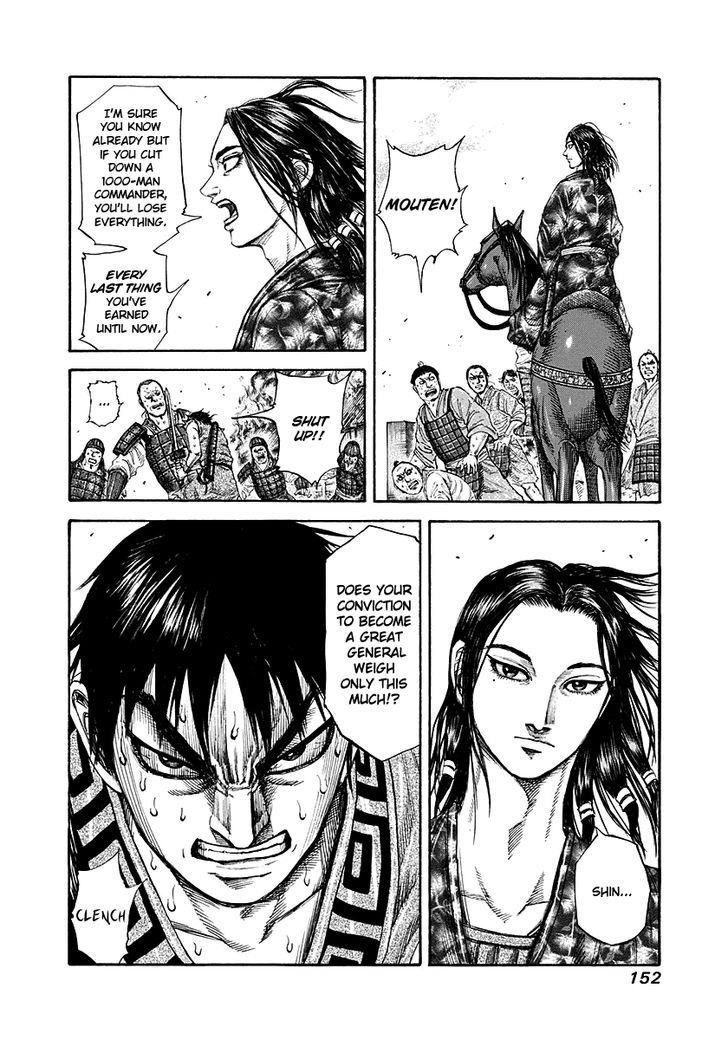 MOUTEN!
I'M SURE
YOU KNOW
ALREADY BUT
IF YOU CUT
DOWN A
1000-MAN
COMMANDER,
YOU'LL LOSE
EVERYTHING.
EVERY
LAST THING
YOU'VE
EARNED
UNTIL NOW.
SHUT
UP!!
...
SHIN...
DOES YOUR
CONVICTION
TO BECOME
A GREAT
GENERAL
WEIGH
ONLY THIS
MUCH!?
CLENCH
152